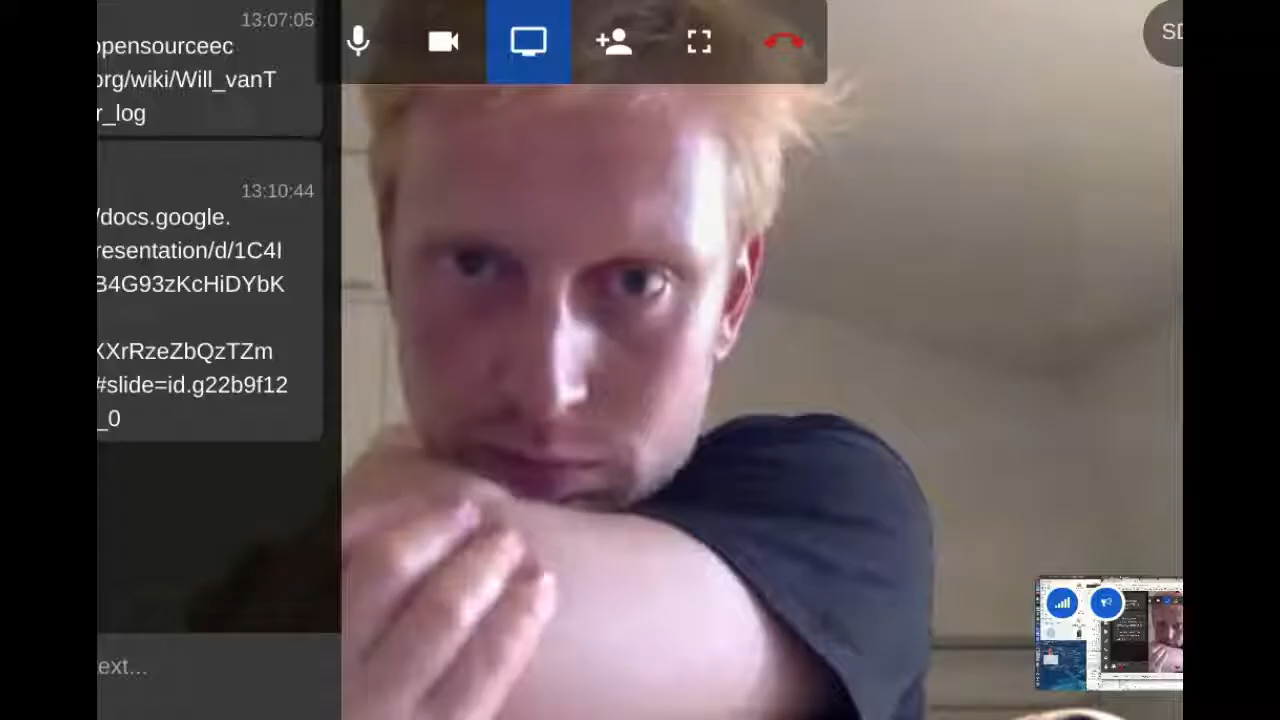 13:07:05
opensourceec
org/wiki/Will_vanT
r_log
13:10:44
/docs.google.
resentation/d/1C4I
B4G93zKcHiDYbK
XXrRzeZbQzTZm
#slide=id.g22b9f12
_0
ext...
SD